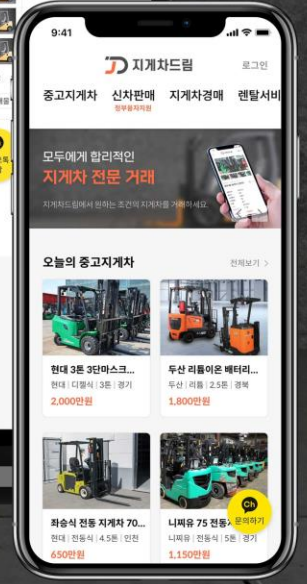 9:41
지게차드림
로그인
중고지게차 신차판매 지게차경매 렌탈서비
정부융자지원
모두에게 합리적인
지게차 전문 거래
지게차드림에서 원하는 조건의 지게차를 거래하세요.
오늘의 중고지게차
전체보기 >
현대 3톤 3단마스크...
현대 | 디젤식 | 3톤 | 경기
2,000만원
두산 리튬이온 배터리...
두산 | 리튬 | 2.5톤 | 경북
1,800만원
좌승식 전동 지게차 70...
현대 | 전동식 | 4.5톤 | 인천
650만원
니찌유 75 전동
니찌유 | 전동식 | 5톤 | 경기
1,150만원
Ch
문의하기